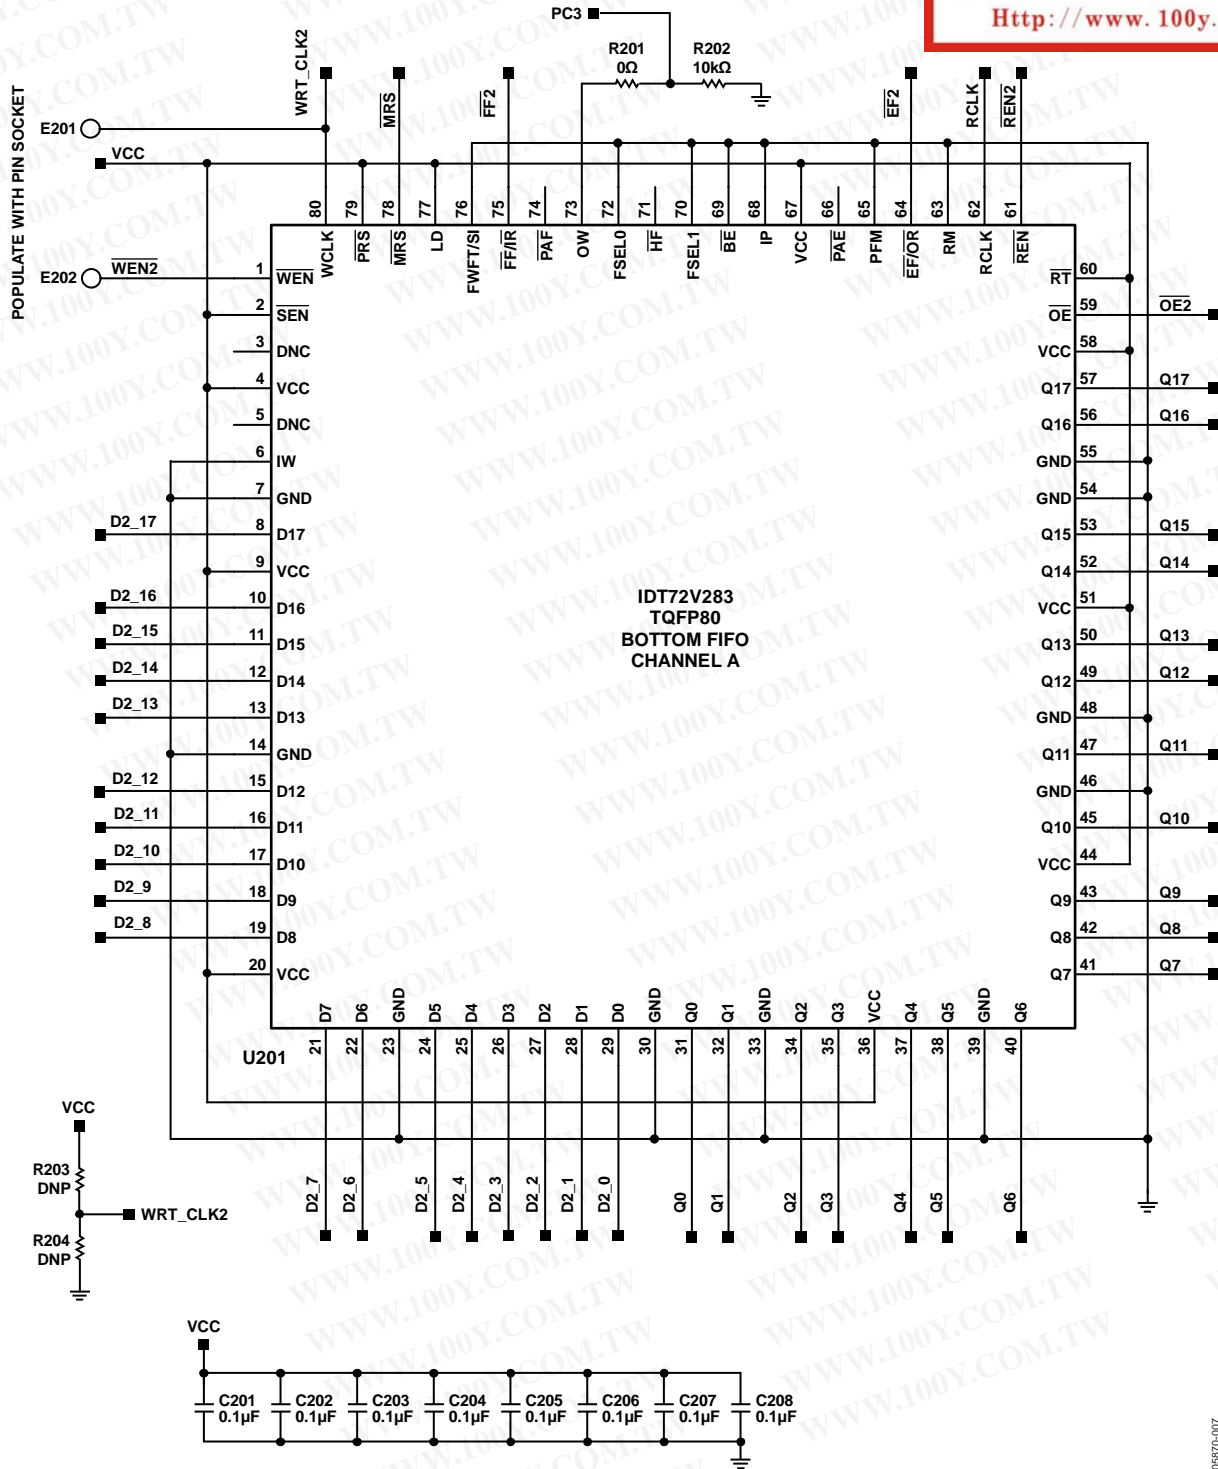 Http://www.100y.
PC3
R201
0Ω
R202
10kΩ
POPULATE WITH PIN SOCKET
E201
VCC
E202
WEN2
WRT_CLK2
MRS
FF2
EF2
RCLK
REN2
80 79 78 77 76 75 74 73 72 71 70 69 68 67 66 65 64 63 62 61
WCLK PRS MRS LD FWFT/SI FF/IR PAF OW FSEL0 HF FSEL1 BE IP VCC PAE PFM EF/OR RM RCLK REN
1 WEN
2 SEN
3 DNC
4 VCC
5 DNC
6 IW
7 GND
D2_17 8 D17
9 VCC
D2_16 10 D16
D2_15 11 D15
D2_14 12 D14
D2_13 13 D13
14 GND
D2_12 15 D12
D2_11 16 D11
D2_10 17 D10
D2_9 18 D9
D2_8 19 D8
20 VCC
IDT72V283
TQFP80
BOTTOM FIFO
CHANNEL A
RT 60
OE 59 OE2
VCC 58
Q17 57 Q17
Q16 56 Q16
GND 55
GND 54
Q15 53 Q15
Q14 52 Q14
VCC 51
Q13 50 Q13
Q12 49 Q12
GND 48
Q11 47 Q11
GND 46
Q10 45 Q10
VCC 44
Q9 43 Q9
Q8 42 Q8
Q7 41 Q7
D7 D6 GND D5 D4 D3 D2 D1 D0 GND Q0 Q1 GND Q2 Q3 VCC Q4 Q5 GND Q6
21 22 23 24 25 26 27 28 29 30 31 32 33 34 35 36 37 38 39 40
U201
D2_7 D2_6 D2_5 D2_4 D2_3 D2_2 D2_1 D2_0 Q0 Q1 Q2 Q3 Q4 Q5 Q6
VCC
R203
DNP
WRT_CLK2
R204
DNP
VCC
C201
0.1µF
C202
0.1µF
C203
0.1µF
C204
0.1µF
C205
0.1µF
C206
0.1µF
C207
0.1µF
C208
0.1µF
05870-007
WWW.100Y.COM.TW